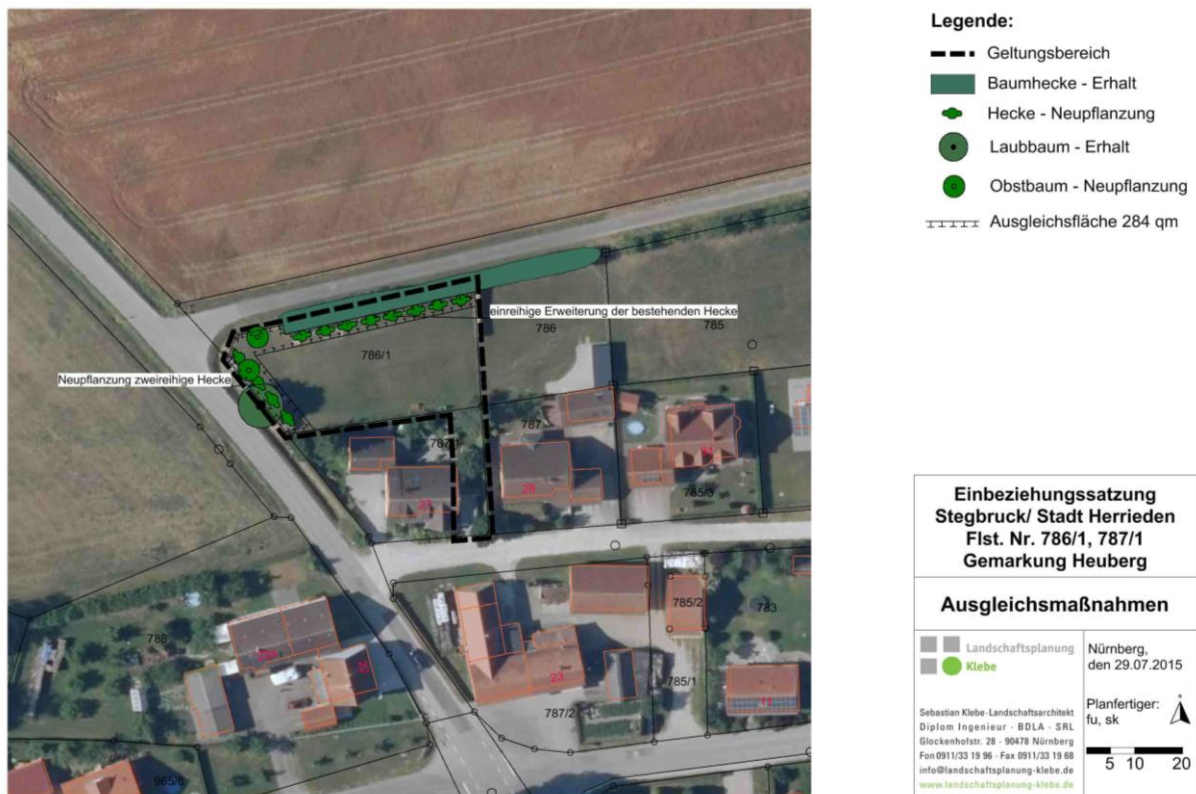 Legende:
Geltungsbereich
Baumhecke - Erhalt
Hecke - Neupflanzung
Laubbaum - Erhalt
Obstbaum - Neupflanzung
Ausgleichsfläche 284 qm
einreihige Erweiterung der bestehenden Hecke
786
785
786/1
Neupflanzung zweireihige Hecke
787
27
785/3
785/2
783
788
23
785/1
787/2
965/6
Einbeziehungssatzung
Stegbruck/ Stadt Herrieden
Flst. Nr. 786/1, 787/1
Gemarkung Heuberg
Ausgleichsmaßnahmen
Landschaftsplanung
Klebe
Nürnberg,
den 29.07.2015
Planfertiger:
fu, sk
Sebastian Klebe - Landschaftsarchitekt
Diplom Ingenieur - BDLA - SRL
Glockenhofstr. 28 - 90478 Nürnberg
Fon 0911/33 19 96 - Fax 0911/33 19 68
info@landschaftsplanung-klebe.de
www.landschaftsplanung-klebe.de
5 10 20